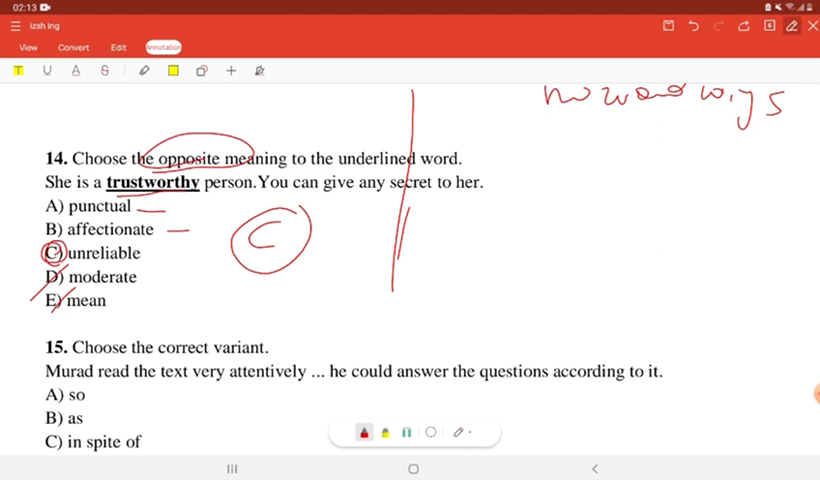 02:13
izah ing
View Convert Edit Annotation
T U A S
6
14. Choose the opposite meaning to the underlined word.
She is a trustworthy person.You can give any secret to her.
A) punctual
B) affectionate
C) unreliable
C
D) moderate
E) mean
15. Choose the correct variant.
Murad read the text very attentively ... he could answer the questions according to it.
A) so
B) as
C) in spite of